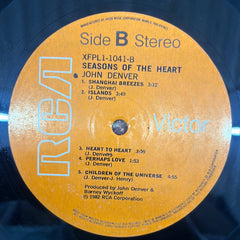 Side B Stereo
XFPL1-1041-B
SEASONS OF THE HEART
JOHN DENVER
1. SHANGHAI BREEZES 3:12
(J. Denver)
2. ISLANDS 3:49
(J. Denver)
RCA
Victor
3. HEART TO HEART 3:50
(J. Denver)
4. PERHAPS LOVE 2:53
(J. Denver)
5. CHILDREN OF THE UNIVERSE 4:55
(J. Denver-J. Henry)
Produced by John Denver &
Barney Wyckoff
©1982 RCA Corporation